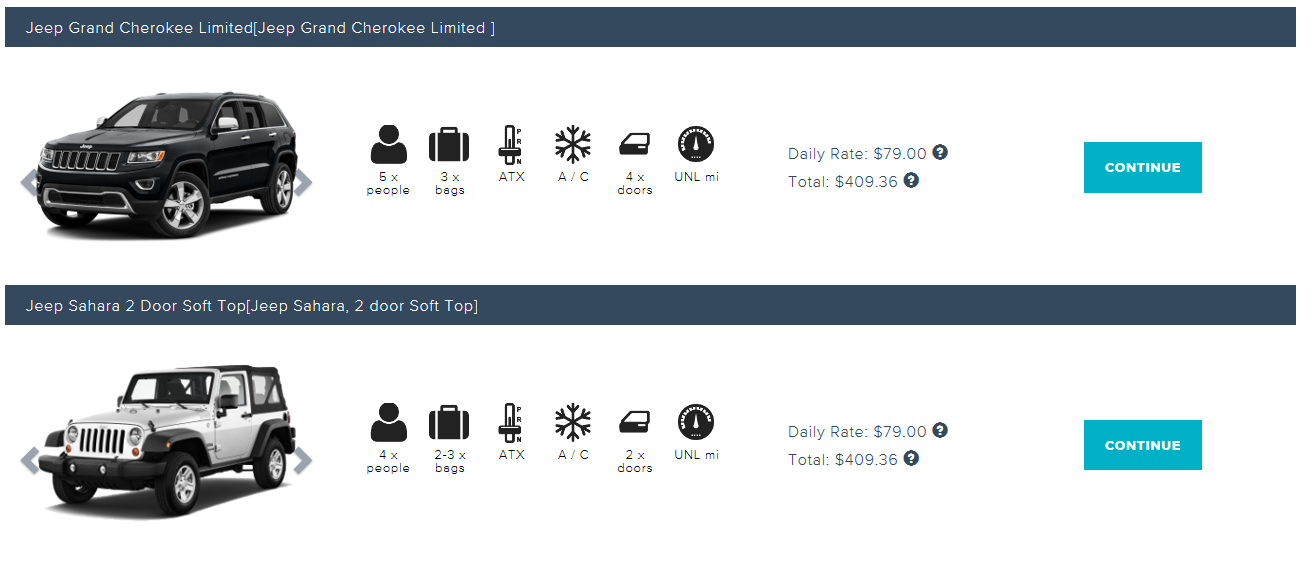 Jeep Grand Cherokee Limited[Jeep Grand Cherokee Limited ]
Jeep
5 x
people
3 x
bags
P
R
N
ATX
A / C
4 x
doors
UNL mi
Daily Rate: $79.00 ?
Total: $409.36 ?
CONTINUE
Jeep Sahara 2 Door Soft Top[Jeep Sahara, 2 door Soft Top]
4 x
people
2-3 x
bags
P
R
N
ATX
A / C
2 x
doors
UNL mi
Daily Rate: $79.00 ?
Total: $409.36 ?
CONTINUE